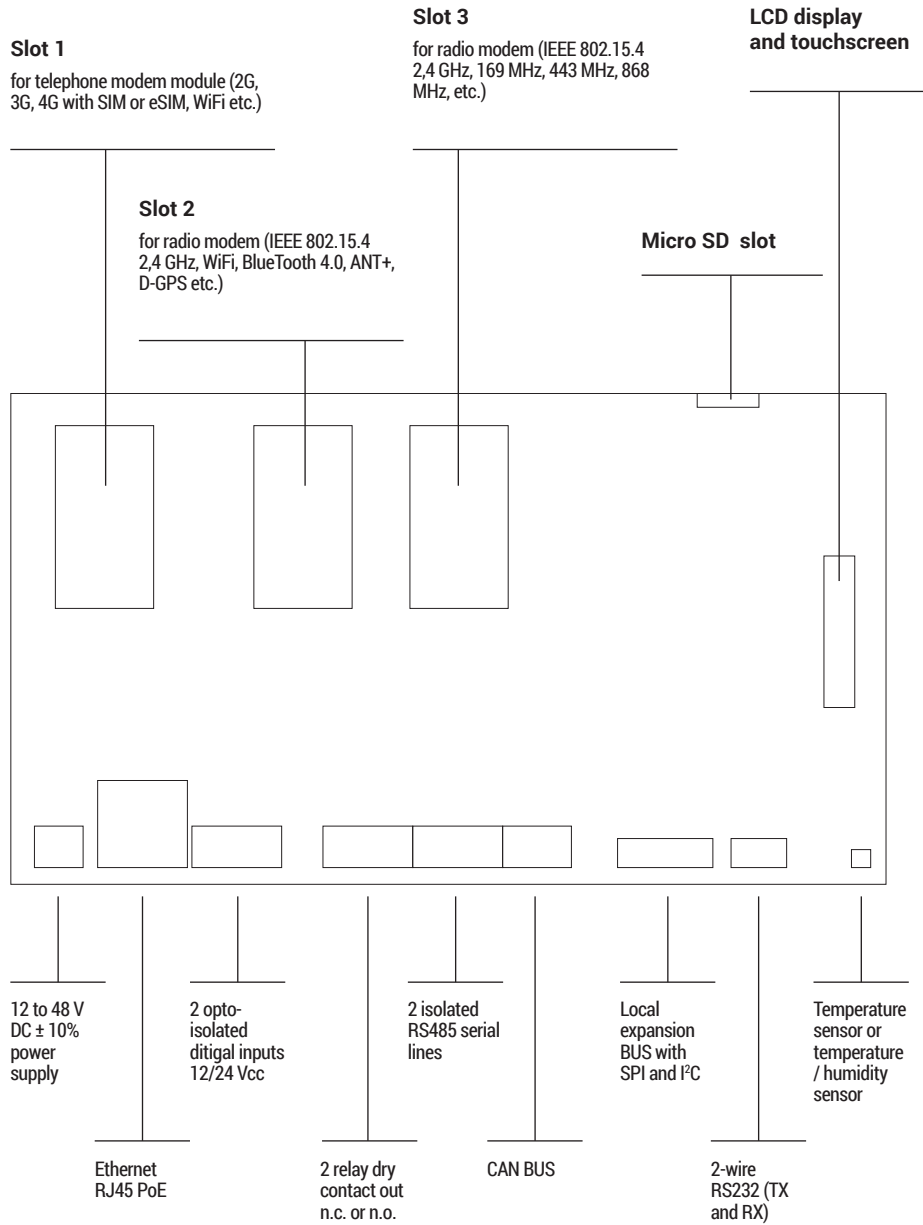 Slot 1
for telephone modem module (2G,
3G, 4G with SIM or eSIM, WiFi etc.)
Slot 2
for radio modem (IEEE 802.15.4
2,4 GHz, WiFi, BlueTooth 4.0, ANT+,
D-GPS etc.)
Slot 3
for radio modem (IEEE 802.15.4
2,4 GHz, 169 MHz, 443 MHz, 868
MHz, etc.)
Micro SD slot
LCD display
and touchscreen
12 to 48 V
DC ± 10%
power
supply
Ethernet
RJ45 PoE
2 opto-
isolated
ditigal inputs
12/24 Vcc
2 relay dry
contact out
n.c. or n.o.
2 isolated
RS485 serial
lines
CAN BUS
Local
expansion
BUS with
SPI and I²C
2-wire
RS232 (TX
and RX)
Temperature
sensor or
temperature
/ humidity
sensor